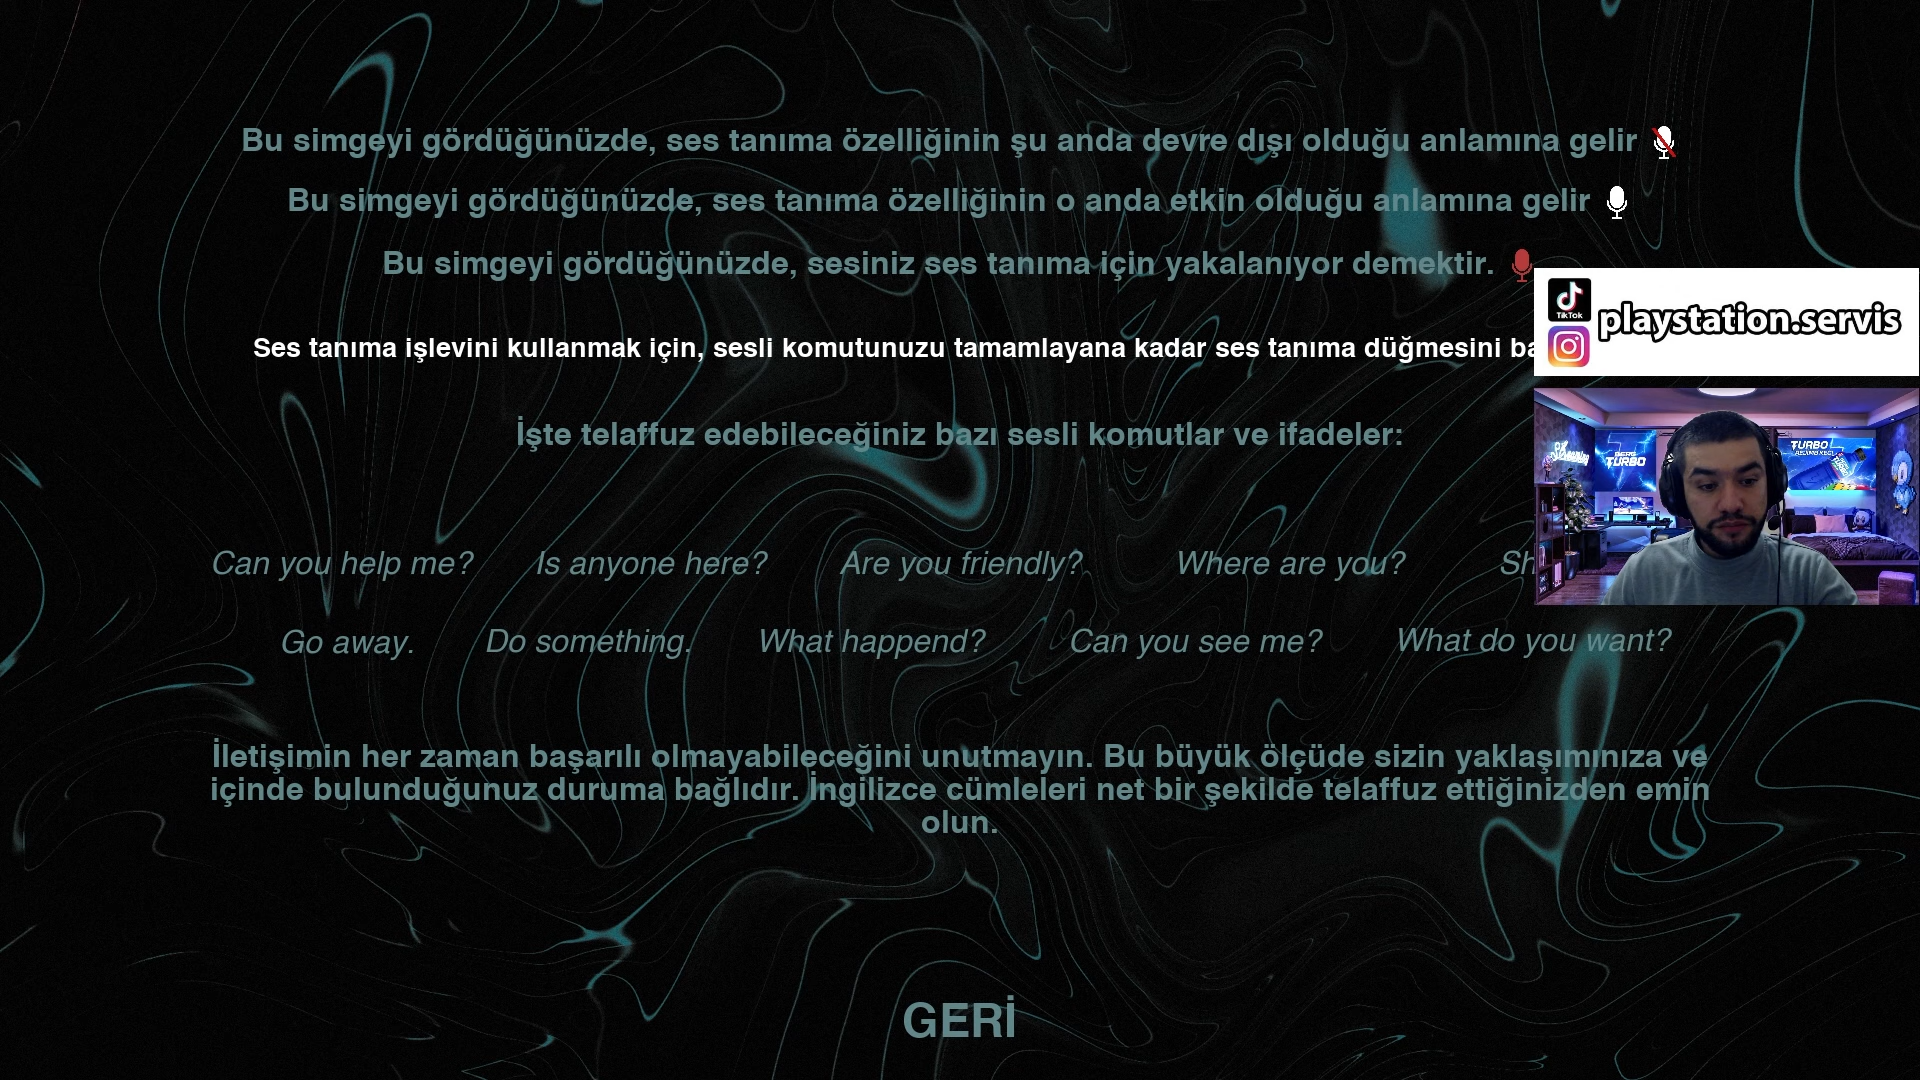 Bu simgeyi gördüğünüzde, ses tanıma özelliğinin şu anda devre dışı olduğu anlamına gelir
Bu simgeyi gördüğünüzde, ses tanıma özelliğinin o anda etkin olduğu anlamına gelir
Bu simgeyi gördüğünüzde, sesiniz ses tanıma için yakalanıyor demektir.
TikTok
playstation.servis
Ses tanıma işlevini kullanmak için, sesli komutunuzu tamamlayana kadar ses tanıma düğmesini
İşte telaffuz edebileceğiniz bazı sesli komutlar ve ifadeler:
TURBO
TURBO
Can you help me? Is anyone here? Are you friendly? Where are you?
Go away. Do something. What happend? Can you see me? What do you want?
İletişimin her zaman başarılı olmayabileceğini unutmayın. Bu büyük ölçüde sizin yaklaşımınıza ve
içinde bulunduğunuz duruma bağlıdır. İngilizce cümleleri net bir şekilde telaffuz ettiğinizden emin
olun.
GERİ